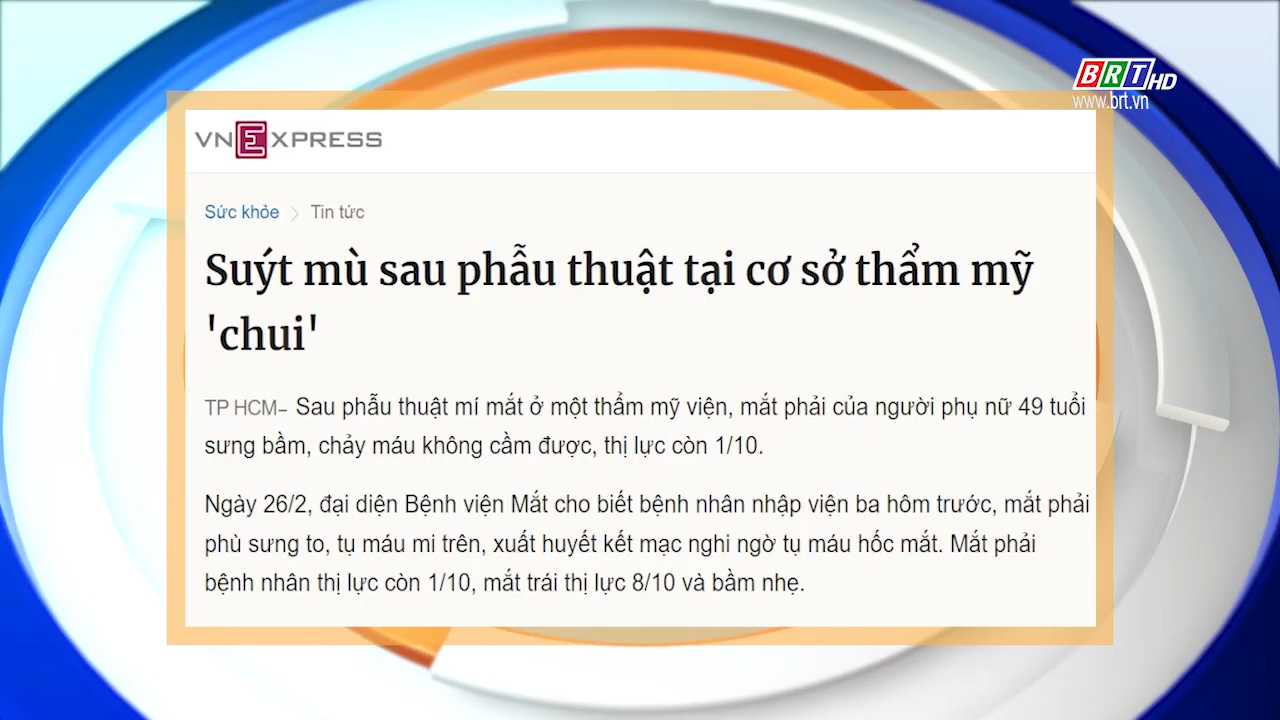 BRT HD
www.brt.vn
VNEXPRESS
Sức khỏe > Tin tức
Suýt mù sau phẫu thuật tại cơ sở thẩm mỹ
'chui'
TP HCM– Sau phẫu thuật mí mắt ở một thẩm mỹ viện, mắt phải của người phụ nữ 49 tuổi
sưng bầm, chảy máu không cầm được, thị lực còn 1/10.
Ngày 26/2, đại diện Bệnh viện Mắt cho biết bệnh nhân nhập viện ba hôm trước, mắt phải
phù sưng to, tụ máu mi trên, xuất huyết kết mạc nghi ngờ tụ máu hốc mắt. Mắt phải
bệnh nhân thị lực còn 1/10, mắt trái thị lực 8/10 và bầm nhẹ.